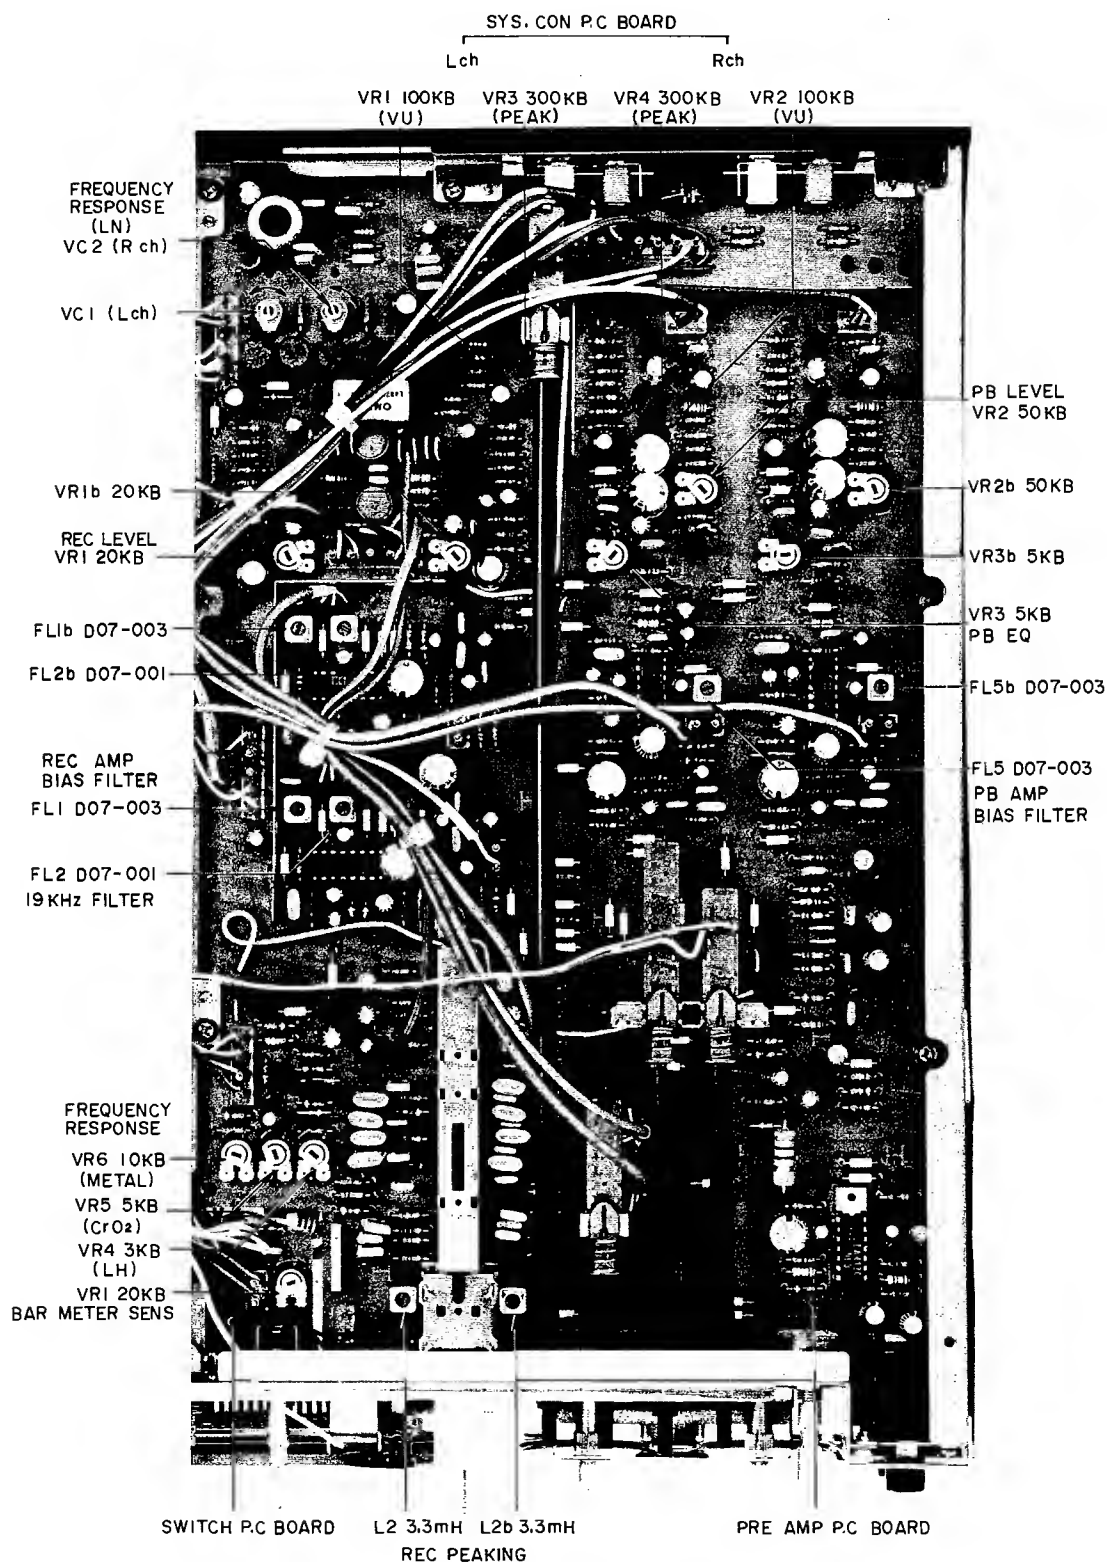 SYS. CON P.C BOARD
Lch
Rch
VR1 100KB
(VU)
VR3 300KB
(PEAK)
VR4 300KB
(PEAK)
VR2 100KB
(VU)
FREQUENCY
RESPONSE
(LN)
VC2 (R ch)
VC1 (Lch)
VR1b 20KB
REC LEVEL
VR1 20KB
FL1b D07-003
FL2b D07-001
REC AMP
BIAS FILTER
FL1 D07-003
FL2 D07-001
19KHz FILTER
FREQUENCY
RESPONSE
VR6 10KB
(METAL)
VR5 5KB
(CrO2)
VR4 3KB
(LH)
VR1 20KB
BAR METER SENS
PB LEVEL
VR2 50KB
VR2b 50KB
VR3b 5KB
VR3 5KB
PB EQ
FL5b D07-003
FL5 D07-003
PB AMP
BIAS FILTER
SWITCH P.C BOARD
L2 3.3mH
L2b 3.3mH
REC PEAKING
PRE AMP P.C BOARD